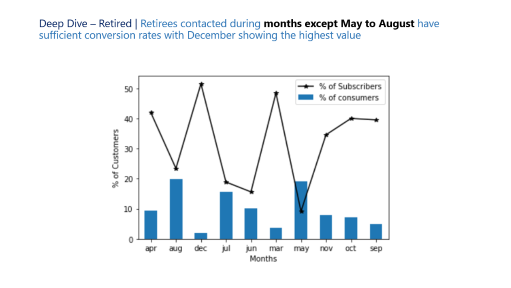 Deep Dive – Retired | Retirees contacted during months except May to August have
sufficient conversion rates with December showing the highest value
% of Subscribers
% of consumers
% of Customers
50
40
30
20
10
0
apr aug dec jul jun mar may nov oct sep
Months